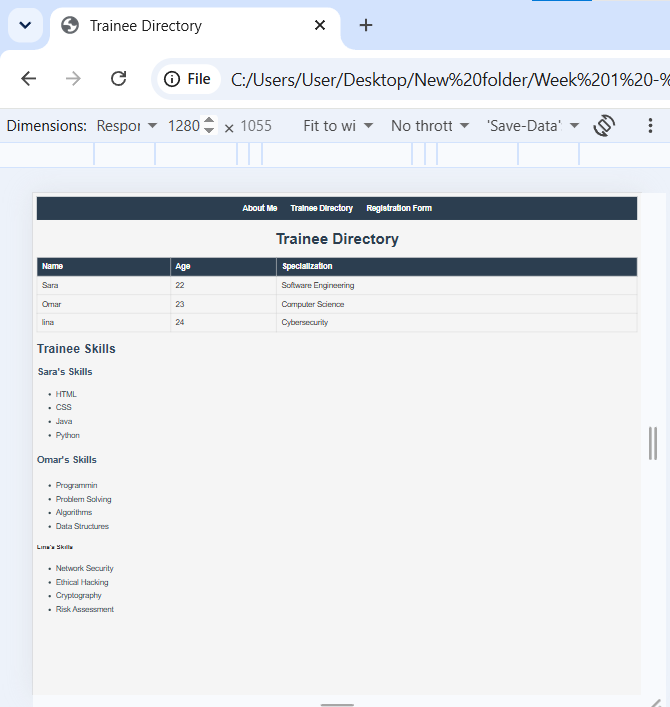 Trainee Directory
File C:/Users/User/Desktop/New%20folder/Week%201%20-%
Dimensions: Respor 1280 × 1055 Fit to wi No thrott 'Save-Data'
About Me Trainee Directory Registration Form
Trainee Directory
Name Age Specialization
Sara 22 Software Engineering
Omar 23 Computer Science
lina 24 Cybersecurity
Trainee Skills
Sara's Skills
• HTML
• CSS
• Java
• Python
Omar's Skills
• Programmin
• Problem Solving
• Algorithms
• Data Structures
Lina's Skills
• Network Security
• Ethical Hacking
• Cryptography
• Risk Assessment